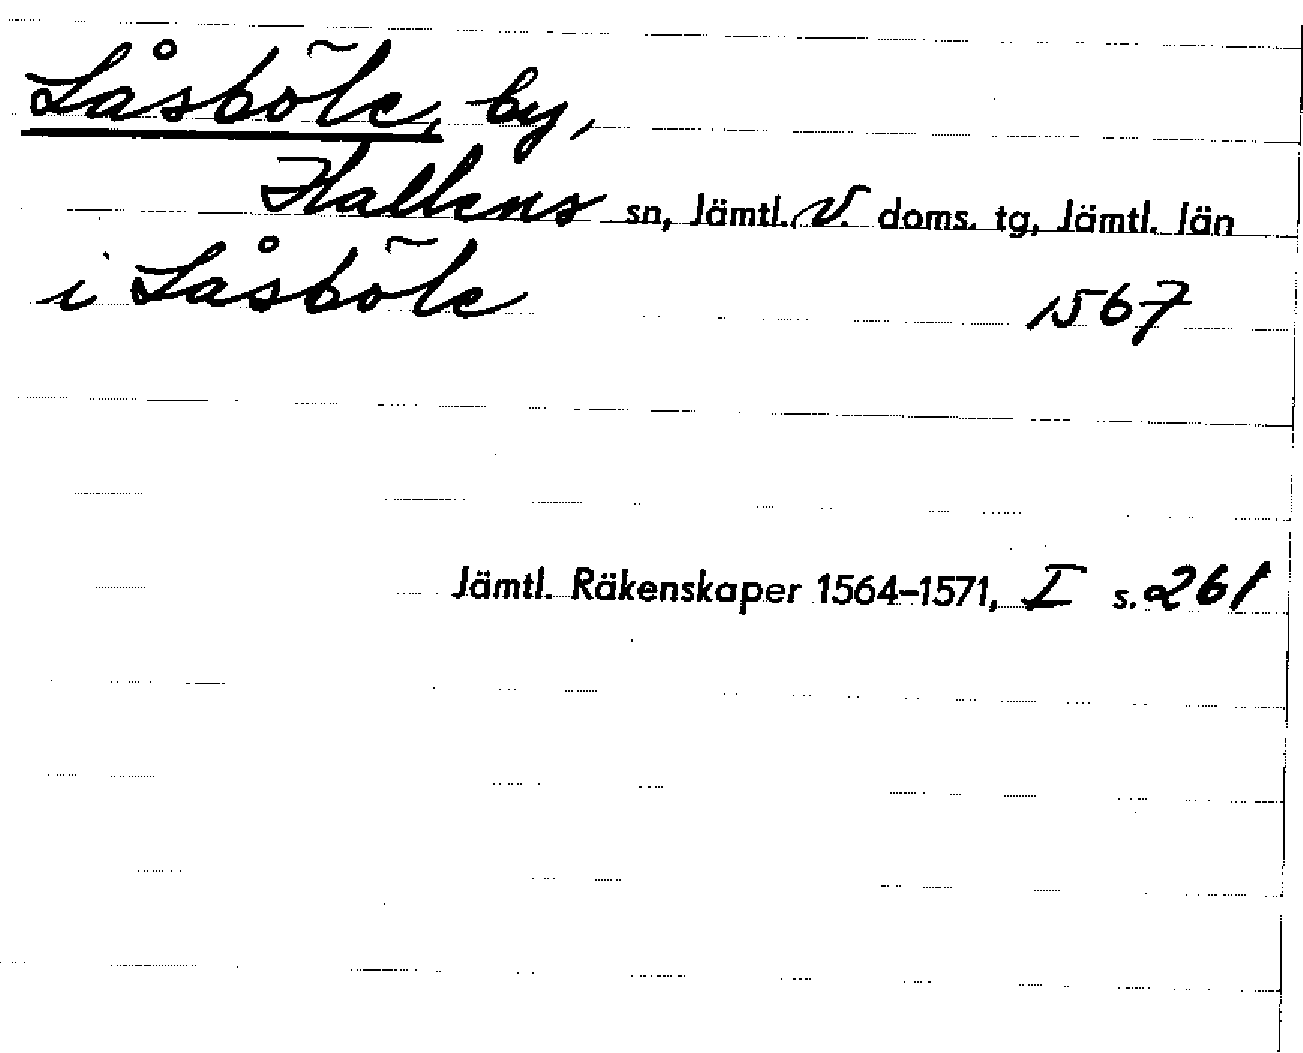 Låsböle, by,
Hallens sn, Jämtl. V. doms. tg, Jämtl. län
i Låsböle 1567
Jämtl. Räkenskaper 1564-1571, I s. 261